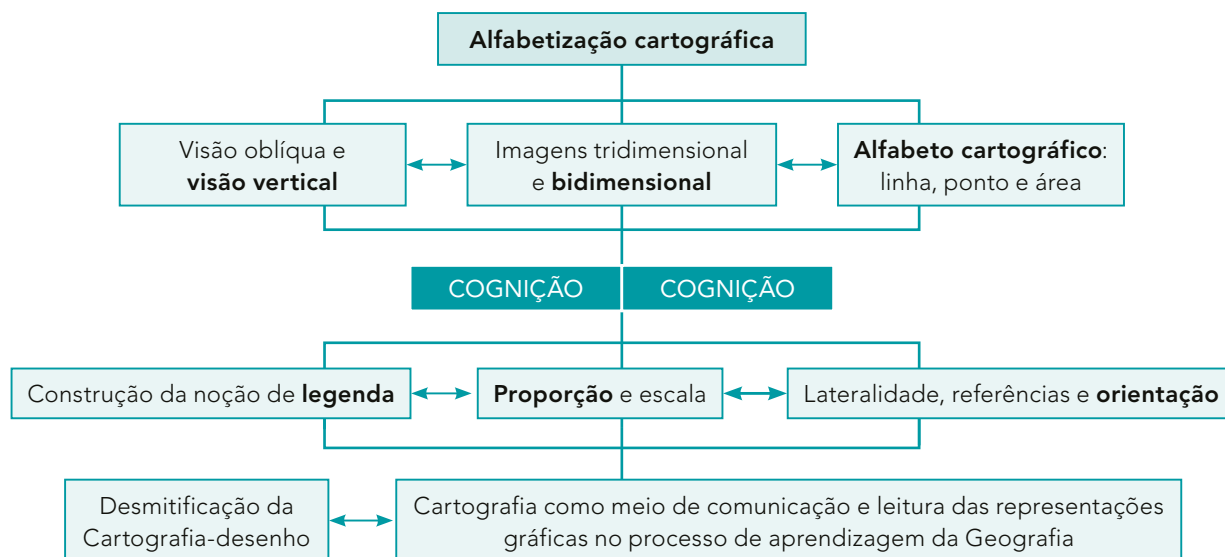 Alfabetização cartográfica
Visão oblíqua e
visão vertical
Imagens tridimensional
e bidimensional
Alfabeto cartográfico:
linha, ponto e área
COGNIÇÃO
COGNIÇÃO
Construção da noção de legenda
Proporção e escala
Lateralidade, referências e orientação
Desmitificação da
Cartografia-desenho
Cartografia como meio de comunicação e leitura das representações
gráficas no processo de aprendizagem da Geografia